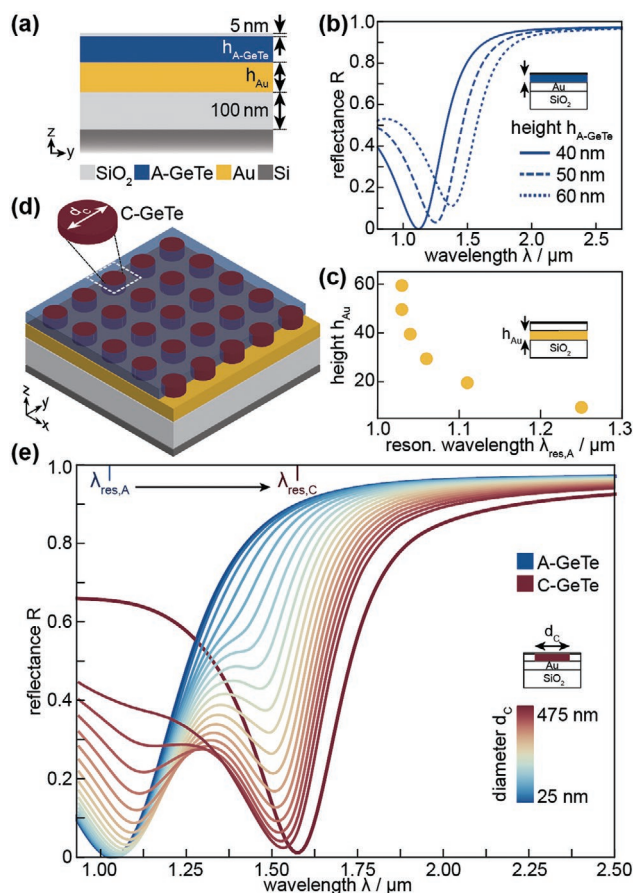 (a)
5 nm
h_A-GeTe
h_Au
100 nm
z
y
SiO₂ A-GeTe Au Si
(b)
reflectance R
1.0
0.8
0.6
0.4
0.2
0
1.0 1.5 2.0 2.5
wavelength λ / µm
Au
SiO₂
height h_A-GeTe
40 nm
50 nm
60 nm
(c)
height h_Au
60
40
20
1.0 1.1 1.2 1.3
reson. wavelength λ_res,A / µm
h_Au
SiO₂
(d)
d_c
C-GeTe
z
y
x
(e)
reflectance R
1.0
0.8
0.6
0.4
0.2
0
λ_res,A
λ_res,C
1.00 1.25 1.50 1.75 2.00 2.25 2.50
wavelength λ / µm
A-GeTe
C-GeTe
d_C
Au
SiO₂
diameter d_C
475 nm
25 nm